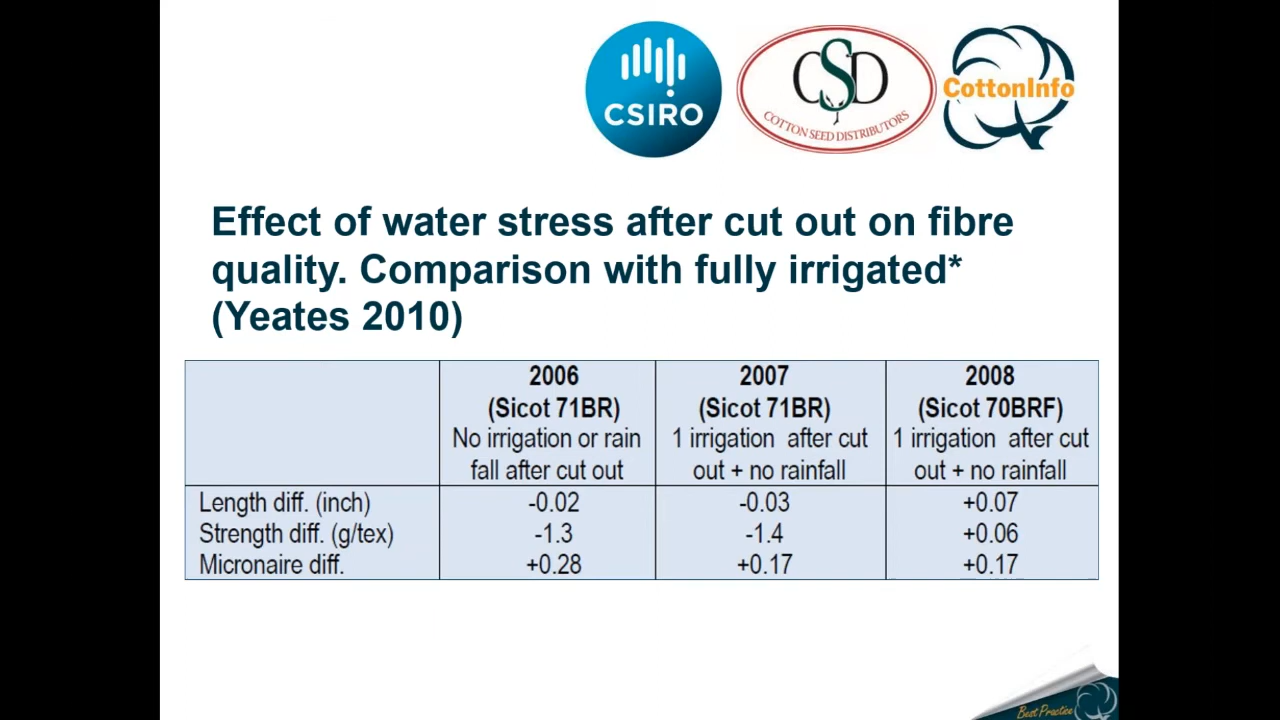 CSIRO
CSD
COTTON SEED DISTRIBUTORS
CottonInfo
Effect of water stress after cut out on fibre
quality. Comparison with fully irrigated*
(Yeates 2010)
2006 2007 2008
(Sicot 71BR) (Sicot 71BR) (Sicot 70BRF)
No irrigation or rain 1 irrigation after cut 1 irrigation after cut
fall after cut out out + no rainfall out + no rainfall
Length diff. (inch) -0.02 -0.03 +0.07
Strength diff. (g/tex) -1.3 -1.4 +0.06
Micronaire diff. +0.28 +0.17 +0.17
Best Practice